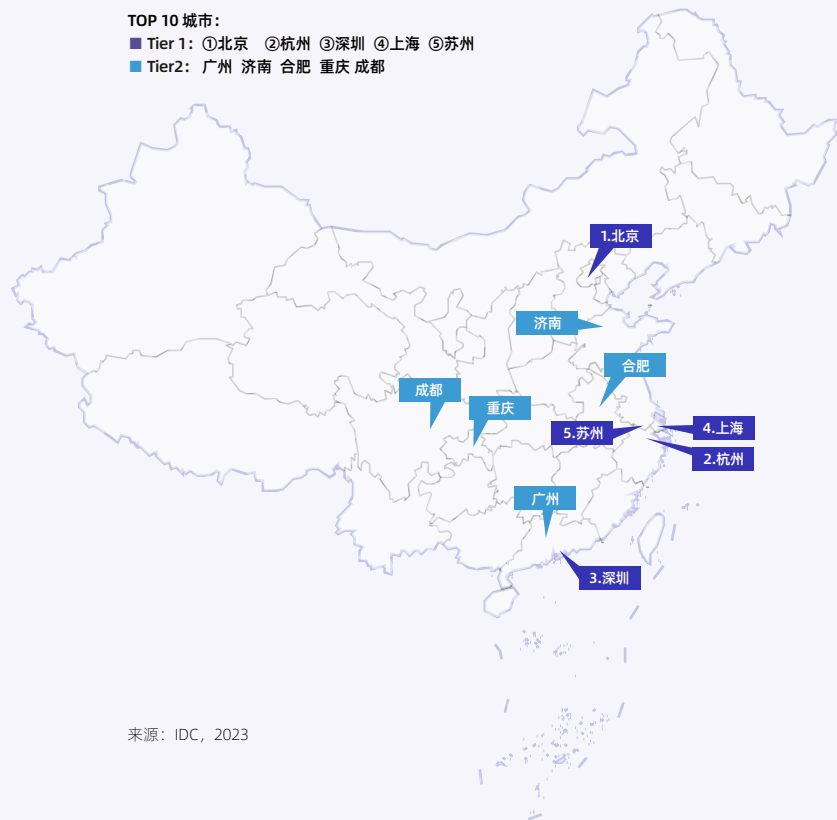 TOP 10 城市：
Tier 1：①北京 ②杭州 ③深圳 ④上海 ⑤苏州
Tier2： 广州 济南 合肥 重庆 成都
1.北京
济南
合肥
成都
重庆
4.上海
5.苏州
2.杭州
广州
3.深圳
来源：IDC，2023